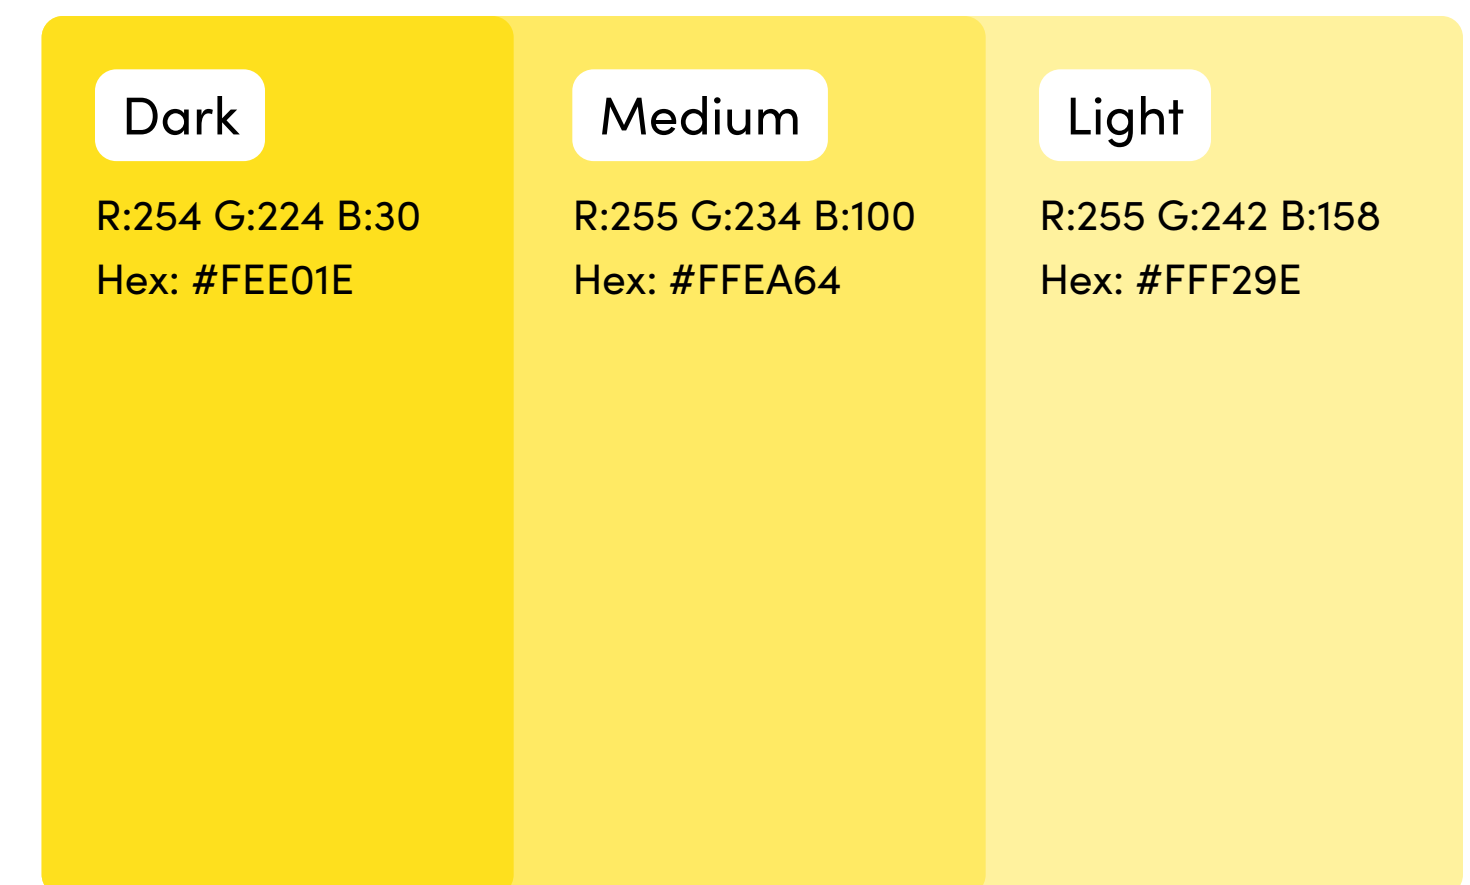 Dark
R:254 G:224 B:30
Hex: #FEE01E
Medium
R:255 G:234 B:100
Hex: #FFEA64
Light
R:255 G:242 B:158
Hex: #FFF29E